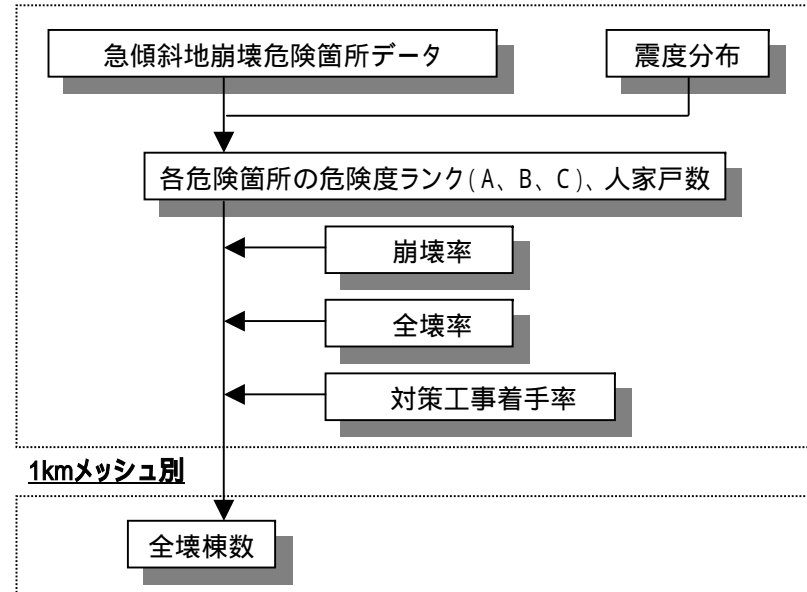 急傾斜地崩壊危険箇所データ
震度分布
各危険箇所の危険度ランク(A、B、C)、人家戸数
崩壊率
全壊率
対策工事着手率
1kmメッシュ別
全壊棟数